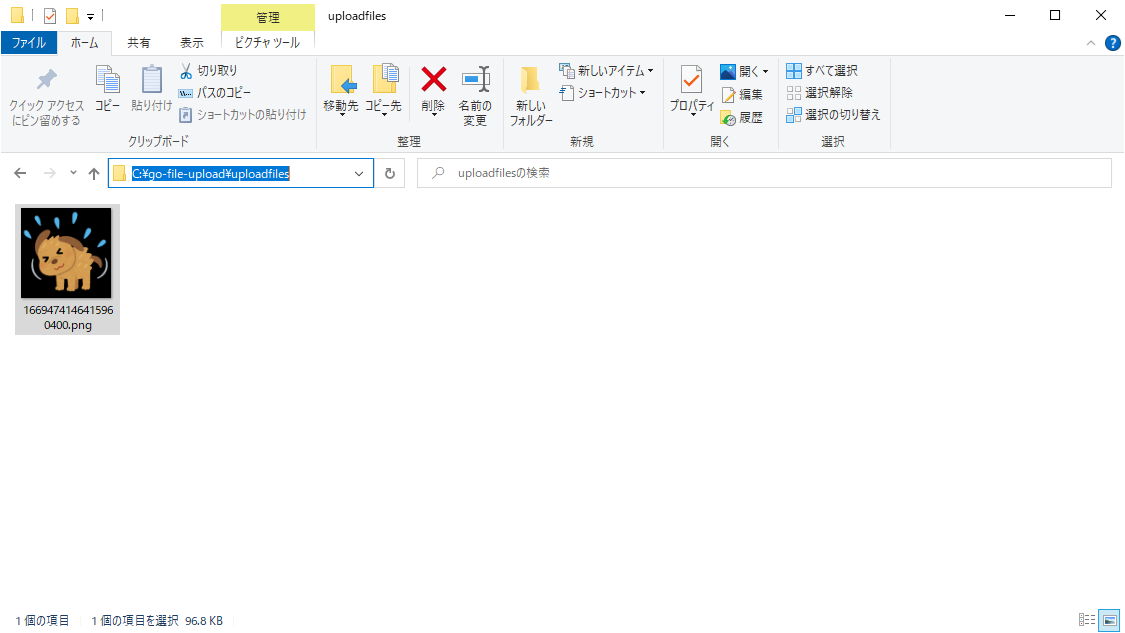 管理
uploadfiles
ファイル
ホーム
共有
表示
ピクチャ ツール
?
クイック アクセス
にピン留めする
コピー
貼り付け
切り取り
パスのコピー
ショートカットの貼り付け
クリップボード
移動先
コピー先
削除
名前の
変更
整理
新しい
フォルダー
新しいアイテム
ショートカット
新規
プロパティ
開く
編集
履歴
開く
すべて選択
選択解除
選択の切り替え
選択
C:¥go-file-upload¥uploadfiles
uploadfilesの検索
166947414641596
0400.png
1 個の項目
1 個の項目を選択 96.8 KB